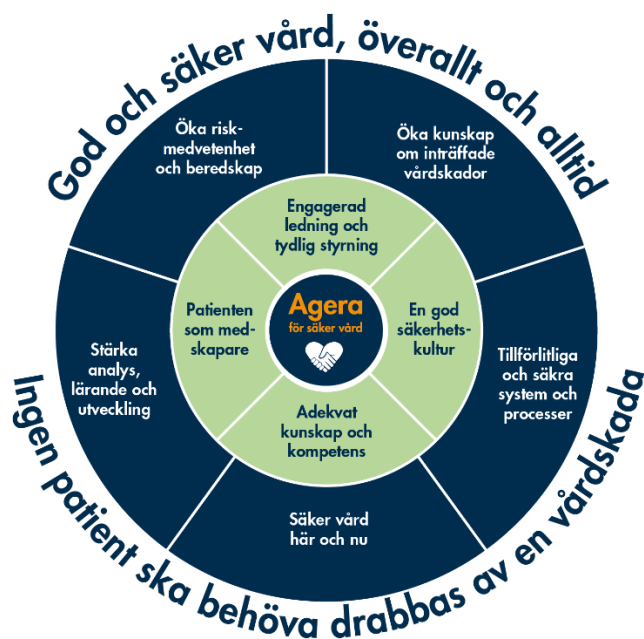 God och säker vård, överallt och alltid
Öka risk-
medvetenhet
och beredskap
Öka kunskap
om inträffade
vårdskador
Engagerad
ledning och
tydlig styrning
Patienten
som med-
skapare
Agera
för säker vård
En god
säkerhets-
kultur
Stärka
analys,
lärande och
utveckling
Tillförlitliga
och säkra
system och
processer
Adekvat
kunskap och
kompetens
Säker vård
här och nu
Ingen patient ska behöva drabbas av en vårdskada